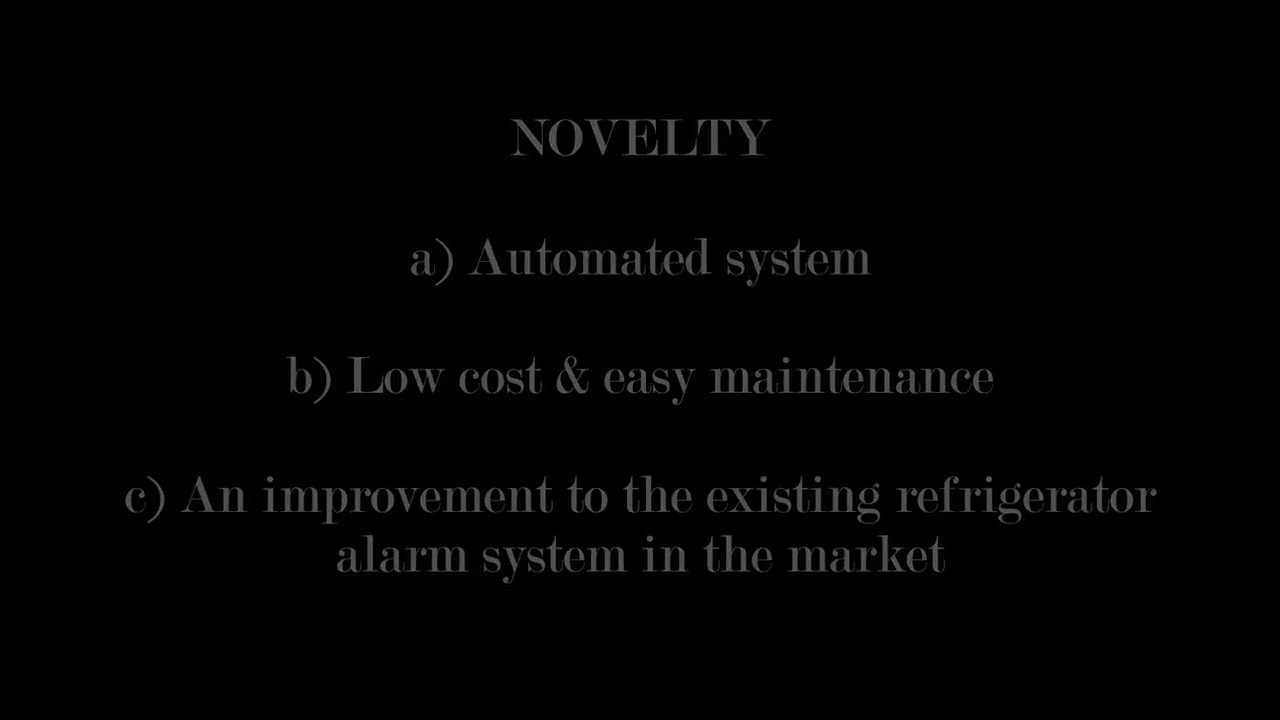 NOVELTY
a) Automated system
b) Low cost & easy maintenance
c) An improvement to the existing refrigerator
alarm system in the market